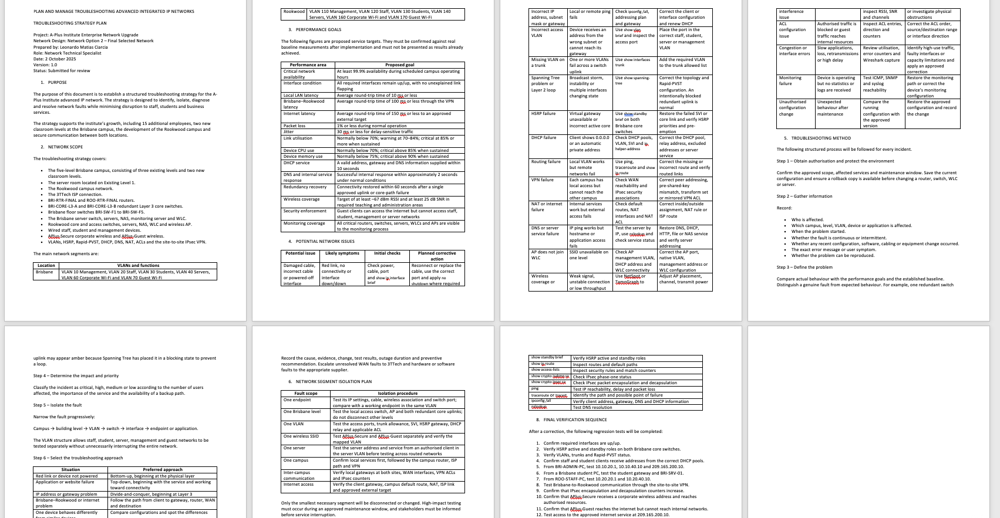 PLAN AND MANAGE TROUBLESHOOTING ADVANCED INTEGRATED IP NETWORKS
TROUBLESHOOTING STRATEGY PLAN
Project: A-Plus Institute Enterprise Network Upgrade
Network Design: Network Option 2 – Final Selected Network
Prepared by: Leonardo Matias Ciarcia
Role: Network Technical Specialist
Date: 2 October 2025
Version: 1.0
Status: Submitted for review
1. PURPOSE
The purpose of this document is to establish a structured troubleshooting strategy for the A-
Plus Institute advanced IP network. The strategy is designed to identify, isolate, diagnose
and resolve network faults while minimising disruption to staff, students and business
services.
The strategy supports the institute's growth, including 15 additional employees, two new
classroom levels at the Brisbane campus, the development of the Rookwood campus and
secure communication between both locations.
2. NETWORK SCOPE
The troubleshooting strategy covers:
• The five-level Brisbane campus, consisting of three existing levels and two new
classroom levels.
• The server room located on Existing Level 1.
• The Rookwood campus network.
• The 3TTech ISP connection.
• BRI-RTR-FINAL and ROO-RTR-FINAL routers.
• BRI-CORE-L3-A and BRI-CORE-L3-B redundant Layer 3 core switches.
• Brisbane floor switches BRI-SW-F1 to BRI-SW-F5.
• The Brisbane server switch, servers, NAS, monitoring server and WLC.
• Rookwood core and access switches, servers, NAS, WLC and wireless AP.
• Wired staff, student and management devices.
• APlus-Secure corporate wireless and APlus-Guest wireless.
• VLANs, HSRP, Rapid-PVST, DHCP, DNS, NAT, ACLs and the site-to-site IPsec VPN.
The main network segments are:
Location VLANs and functions
Brisbane VLAN 10 Management, VLAN 20 Staff, VLAN 30 Students, VLAN 40 Servers,
VLAN 60 Corporate Wi-Fi and VLAN 70 Guest Wi-Fi
Rookwood VLAN 110 Management, VLAN 120 Staff, VLAN 130 Students, VLAN 140
Servers, VLAN 160 Corporate Wi-Fi and VLAN 170 Guest Wi-Fi
3. PERFORMANCE GOALS
The following figures are proposed service targets. They must be confirmed against real
baseline measurements after implementation and must not be presented as results already
achieved.
Performance area Proposed goal
Critical network availability
At least 99.9% availability during scheduled campus operating
hours
Interface condition
All required interfaces remain up/up, with no unexplained link
flapping
Local LAN latency Average round-trip time of 10 ms or less
Brisbane–Rookwood latency
Average round-trip time of 100 ms or less through the VPN
Internet latency
Average round-trip time of 150 ms or less to an approved
external target
Packet loss 1% or less during normal operation
Jitter 30 ms or less for delay-sensitive traffic
Link utilisation
Normally below 70%; warning at 70–84%; critical at 85% or
more when sustained
Device CPU use Normally below 70%; critical above 85% when sustained
Device memory use Normally below 75%; critical above 90% when sustained
DHCP service
A valid address, gateway and DNS information supplied within
10 seconds
DNS and internal service response
Successful internal response within approximately 2 seconds
under normal conditions
Redundancy recovery
Connectivity restored within 60 seconds after a single
approved uplink or core-path failure
Wireless coverage
Target of at least –67 dBm RSSI and at least 25 dB SNR in
required teaching and administration areas
Security enforcement
Guest clients can access the internet but cannot access staff,
student, management or server networks
Monitoring coverage
All critical routers, switches, servers, WLCs and APs are visible
to the monitoring process
4. POTENTIAL NETWORK ISSUES
Potential issue Likely symptoms Initial checks Planned corrective action
Damaged cable, incorrect cable or powered-off interface
Red link, no connectivity or interface down/down
Check power, cable, port and show ip interface brief
Reconnect or replace the cable, use the correct port and apply no shutdown where required
Incorrect IP address, subnet mask or gateway
Local or remote ping fails
Check ipconfig /all, addressing plan and gateway
Correct the client or interface configuration and renew DHCP
Incorrect access VLAN
Device receives an address from the wrong subnet or cannot reach its gateway
Use show vlan brief and inspect the access port
Place the port in the correct staff, student, server or management VLAN
Missing VLAN on a trunk
One or more VLANs fail across a switch uplink
Use show interfaces trunk
Add the required VLAN to the trunk allowed list
Spanning Tree problem or Layer 2 loop
Broadcast storm, instability or multiple interfaces changing state
Use show spanning-tree
Correct the topology and Rapid-PVST configuration. An intentionally blocked redundant uplink is normal
HSRP failure
Virtual gateway unavailable or incorrect active core
Use show standby brief on both Brisbane core switches
Restore the failed SVI or core link and verify HSRP priorities and pre-emption
DHCP failure
Client shows 0.0.0.0 or an automatic private address
Check DHCP pools, VLAN, SVI and ip helper-address
Correct the DHCP pool, relay address, excluded addresses or server service
Routing failure
Local VLAN works but remote networks fail
Use ping, traceroute and show ip route
Correct the missing or incorrect route and verify routed links
VPN failure
Each campus has local access but cannot reach the other campus
Check WAN reachability and IPsec security associations
Correct peer addressing, pre-shared-key mismatch, transform set or mirrored VPN ACL
NAT or internet failure
Internal services work but external access fails
Check default routes, NAT interfaces and NAT ACL
Correct inside/outside assignment, NAT rule or ISP route
DNS or server service failure
IP ping works but hostname or application access fails
Test the server by IP, use nslookup and check service status
Restore DNS, DHCP, HTTP, file or NAS service and verify server addressing
AP does not join WLC
SSID unavailable on one level
Check AP management VLAN, DHCP address and WLC connectivity
Correct the AP port, native VLAN, management address or WLC configuration
Wireless coverage or interference issue
Weak signal, unstable connection or low throughput
Use NetSpot or TamoGraph to inspect RSSI, SNR and channels
Adjust AP placement, channel, transmit power or investigate physical obstructions
ACL configuration issue
Authorised traffic is blocked or guest traffic reaches internal resources
Inspect ACL entries, direction and counters
Correct the ACL order, source/destination range or interface direction
Congestion or interface errors
Slow applications, loss, retransmissions or high delay
Review utilisation, error counters and Wireshark capture
Identify high-use traffic, faulty interfaces or capacity limitations and apply an approved correction
Monitoring failure
Device is operating but no statistics or logs are received
Test ICMP, SNMP and syslog reachability
Restore the monitoring path or correct the device's monitoring configuration
Unauthorised configuration change
Unexpected behaviour after maintenance
Compare the running configuration with the approved version
Restore the approved configuration and record the change
5. TROUBLESHOOTING METHOD
The following structured process will be followed for every incident.
Step 1 – Obtain authorisation and protect the environment
Confirm the approved scope, affected services and maintenance window. Save the current
configuration and ensure a rollback copy is available before changing a router, switch, WLC
or server.
Step 2 – Gather information
Record:
• Who is affected.
• Which campus, level, VLAN, device or application is affected.
• When the problem started.
• Whether the fault is continuous or intermittent.
• Whether any recent configuration, software, cabling or equipment change occurred.
• The exact error message or user symptom.
• Whether the problem can be reproduced.
Step 3 – Define the problem
Compare actual behaviour with the performance goals and the established baseline.
Distinguish a genuine fault from expected behaviour. For example, one redundant switch
uplink may appear amber because Spanning Tree has placed it in a blocking state to prevent
a loop.
Step 4 – Determine the impact and priority
Classify the incident as critical, high, medium or low according to the number of users
affected, the importance of the service and the availability of a backup path.
Step 5 – Isolate the fault
Narrow the fault progressively:
Campus → building level → VLAN → switch → interface → endpoint or application.
The VLAN structure allows staff, student, server, management and guest networks to be
tested separately without unnecessarily interrupting the entire network.
Step 6 – Select the troubleshooting approach
Situation Preferred approach
Red link or device not powered Bottom-up, beginning at the physical layer
Application or website failure
Top-down, beginning with the service and working
toward connectivity
IP address or gateway problem Divide-and-conquer, beginning at Layer 3
Brisbane–Rookwood or internet problem
Follow the path from client to gateway, router, WAN
and destination
One device behaves differently from similar devices
Compare configurations and spot the differences
Record the cause, evidence, change, test results, outage duration and preventive
recommendation. Escalate unresolved WAN faults to 3TTech and hardware or software
faults to the appropriate supplier.
6. NETWORK SEGMENT ISOLATION PLAN
Fault scope Isolation procedure
One endpoint
Test its IP settings, cable, wireless association and switch port;
compare with a working endpoint in the same VLAN
One Brisbane level
Test the local access switch, AP and both redundant core uplinks;
do not disconnect other levels
One VLAN
Test the access ports, trunk allowance, SVI, HSRP gateway, DHCP
relay and applicable ACL
One wireless SSID
Test APlus-Secure and APlus-Guest separately and verify the
mapped VLAN
One server
Test the server address and service from an authorised client in
the server VLAN before testing across routed networks
One campus
Confirm local services first, followed by the campus router, ISP
path and VPN
Inter-campus communication
Verify local gateways at both sites, WAN interfaces, VPN ACLs
and IPsec counters
Internet access
Verify the client gateway, campus default route, NAT, ISP link
and approved external target
Only the smallest necessary segment will be disconnected or changed. High-impact testing
must occur during an approved maintenance window, and stakeholders must be informed
before service interruption.
show standby brief Verify HSRP active and standby roles
show ip route Inspect routes and default paths
show access-lists Inspect security rules and match counters
show crypto isakmp sa Check IPsec phase-one status
show crypto ipsec sa Check IPsec packet encapsulation and decapsulation
ping Test IP reachability, delay and packet loss
traceroute or tracert Identify the path and possible point of failure
ipconfig /all Verify client address, gateway, DNS and DHCP information
nslookup Test DNS resolution
8. FINAL VERIFICATION SEQUENCE
After a correction, the following regression tests will be completed:
1. Confirm required interfaces are up/up.
2. Verify HSRP active and standby roles on both Brisbane core switches.
3. Verify VLANs, trunks and Rapid-PVST status.
4. Confirm staff and student clients receive addresses from the correct DHCP pools.
5. From BRI-ADMIN-PC, test 10.10.20.1, 10.10.40.10 and 209.165.200.10.
6. From a Brisbane student PC, test the student gateway and BRI-SRV-01.
7. From ROO-STAFF-PC, test 10.20.20.1 and 10.20.40.10.
8. Test Brisbane-to-Rookwood communication through the site-to-site VPN.
9. Confirm that IPsec encapsulation and decapsulation counters increase.
10. Confirm that APlus-Secure receives a corporate wireless address and reaches
authorised resources.
11. Confirm that APlus-Guest reaches the internet but cannot reach internal networks.
12. Test access to the approved internet service at 209.165.200.10.